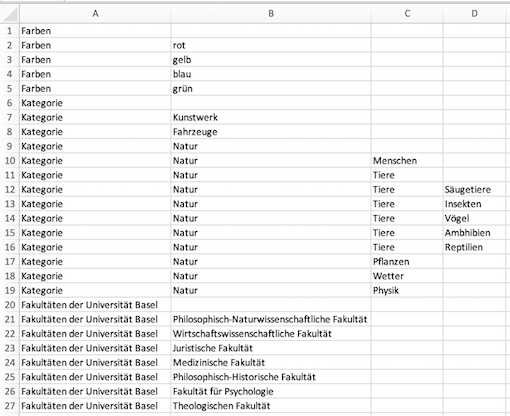 A B C D
1 Farben
2 Farben rot
3 Farben gelb
4 Farben blau
5 Farben grün
6 Kategorie
7 Kategorie Kunstwerk
8 Kategorie Fahrzeuge
9 Kategorie Natur
10 Kategorie Natur Menschen
11 Kategorie Natur Tiere
12 Kategorie Natur Tiere Säugetiere
13 Kategorie Natur Tiere Insekten
14 Kategorie Natur Tiere Vögel
15 Kategorie Natur Tiere Ambhibien
16 Kategorie Natur Tiere Reptilien
17 Kategorie Natur Pflanzen
18 Kategorie Natur Wetter
19 Kategorie Natur Physik
20 Fakultäten der Universität Basel
21 Fakultäten der Universität Basel Philosophisch-Naturwissenschaftliche Fakultät
22 Fakultäten der Universität Basel Wirtschaftswissenschaftliche Fakultät
23 Fakultäten der Universität Basel Juristische Fakultät
24 Fakultäten der Universität Basel Medizinische Fakultät
25 Fakultäten der Universität Basel Philosophisch-Historische Fakultät
26 Fakultäten der Universität Basel Fakultät für Psychologie
27 Fakultäten der Universität Basel Theologischen Fakultät